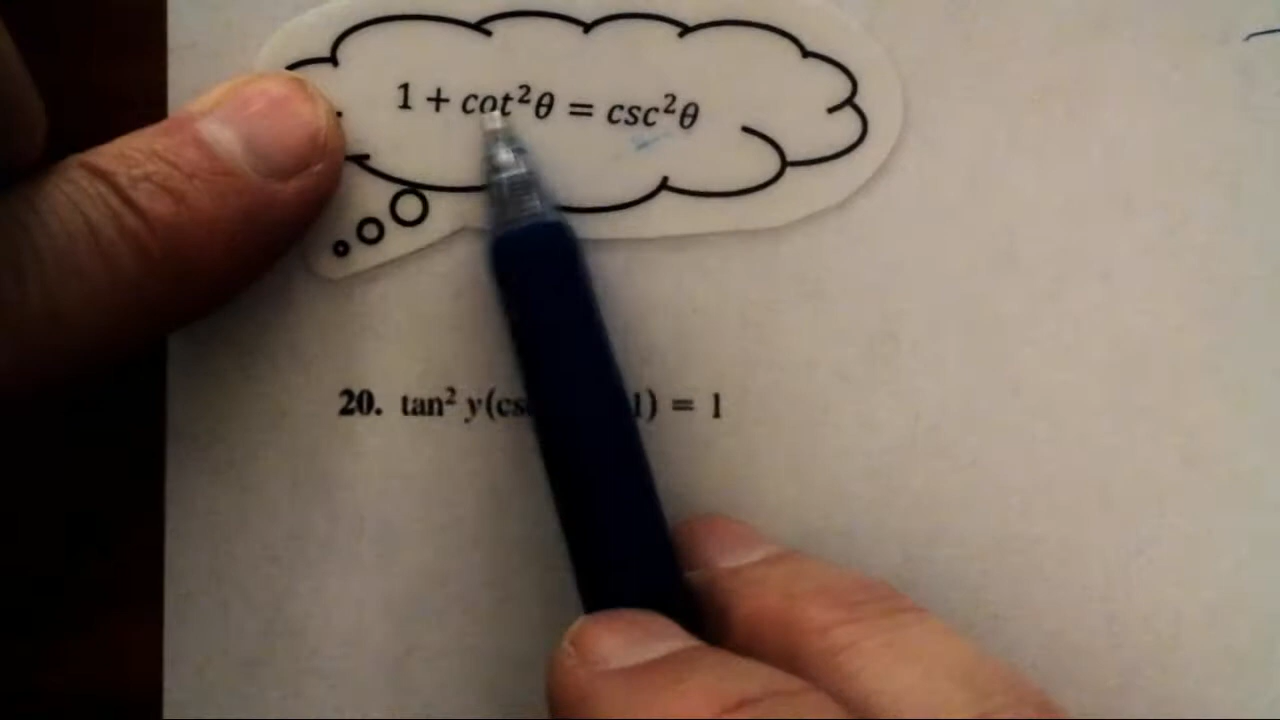 1 + cot²θ = csc²θ
20. tan² y(cs 1) = 1